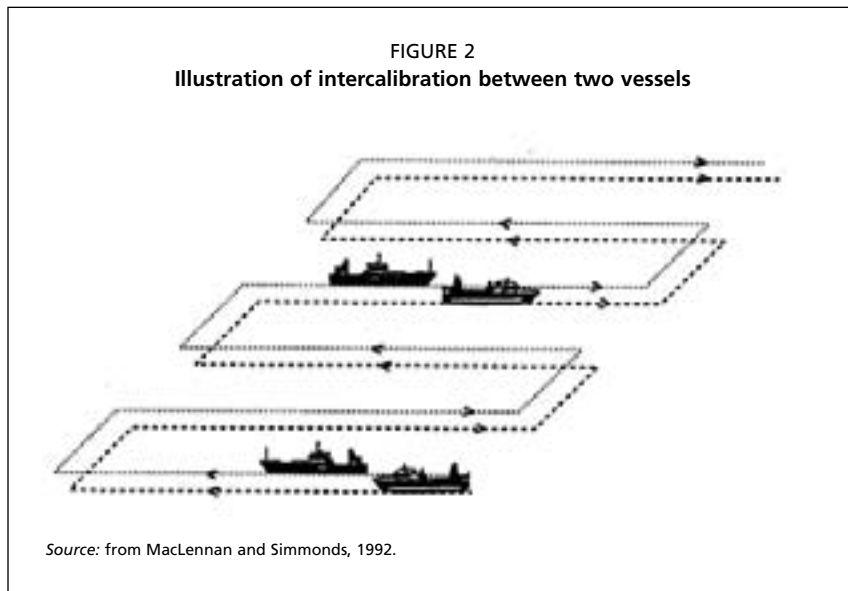 FIGURE 2
Illustration of intercalibration between two vessels
Source: from MacLennan and Simmonds, 1992.